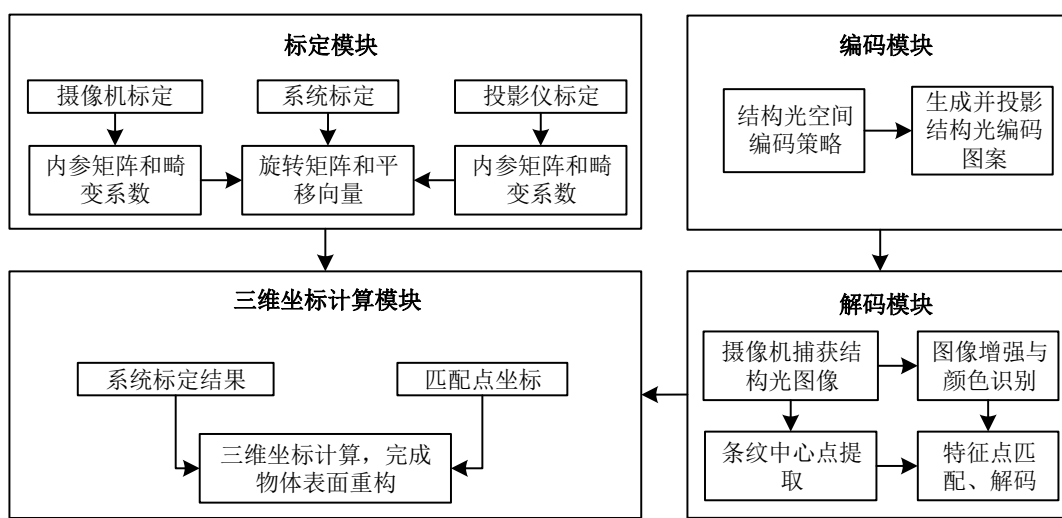 标定模块
摄像机标定
系统标定
投影仪标定
内参矩阵和畸
变系数
旋转矩阵和平
移向量
内参矩阵和畸
变系数
编码模块
结构光空间
编码策略
生成并投影
结构光编码
图案
三维坐标计算模块
系统标定结果
匹配点坐标
三维坐标计算，完成
物体表面重构
解码模块
摄像机捕获结
构光图像
图像增强与
颜色识别
条纹中心点提
取
特征点匹
配、解码